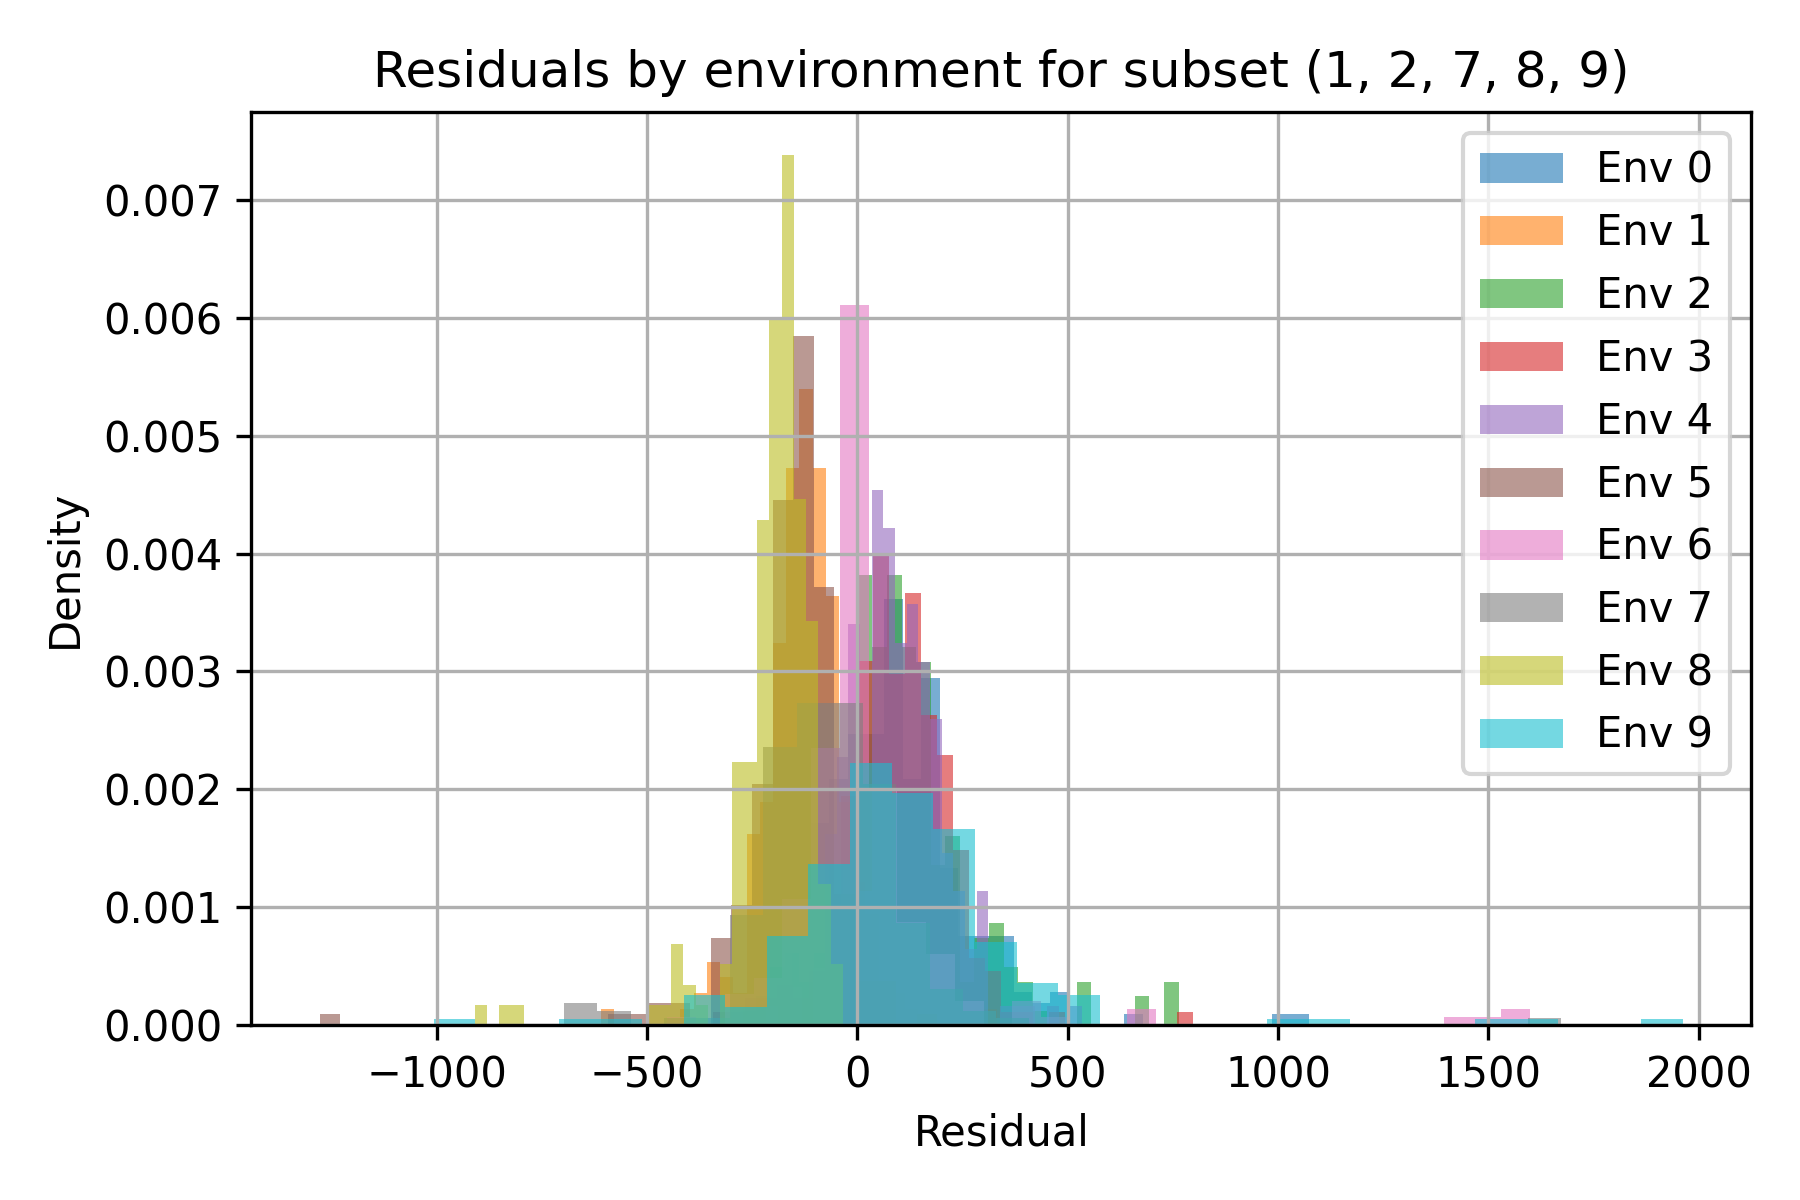 Residuals by environment for subset (1, 2, 7, 8, 9)
Env 0
Env 1
Env 2
Env 3
Env 4
Env 5
Env 6
Env 7
Env 8
Env 9
0.007
0.006
0.005
0.004
0.003
0.002
0.001
0.000
Density
−1000 −500 0 500 1000 1500 2000
Residual